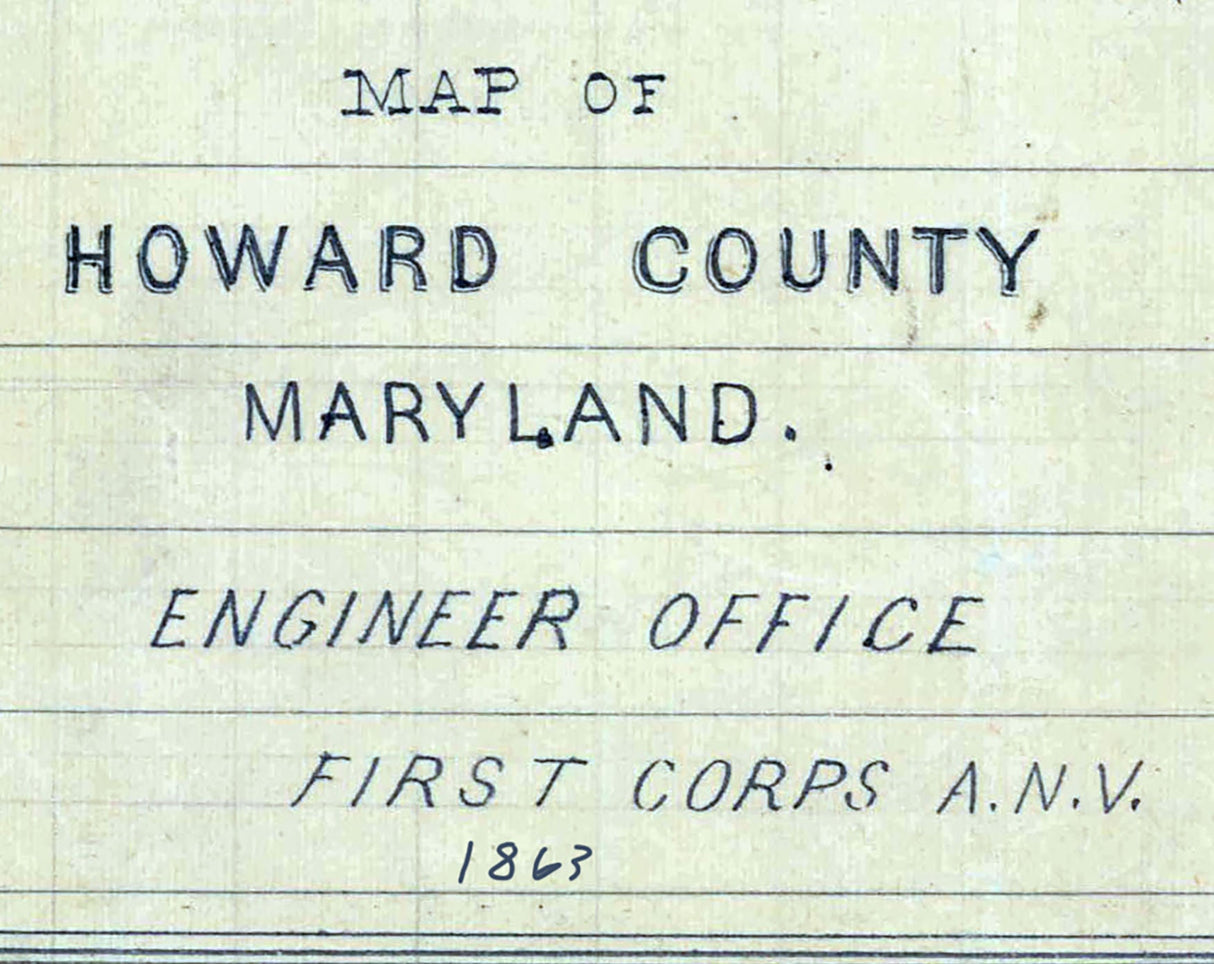 MAP OF
HOWARD COUNTY
MARYLAND.
ENGINEER OFFICE
FIRST CORPS A.N.V.
1863